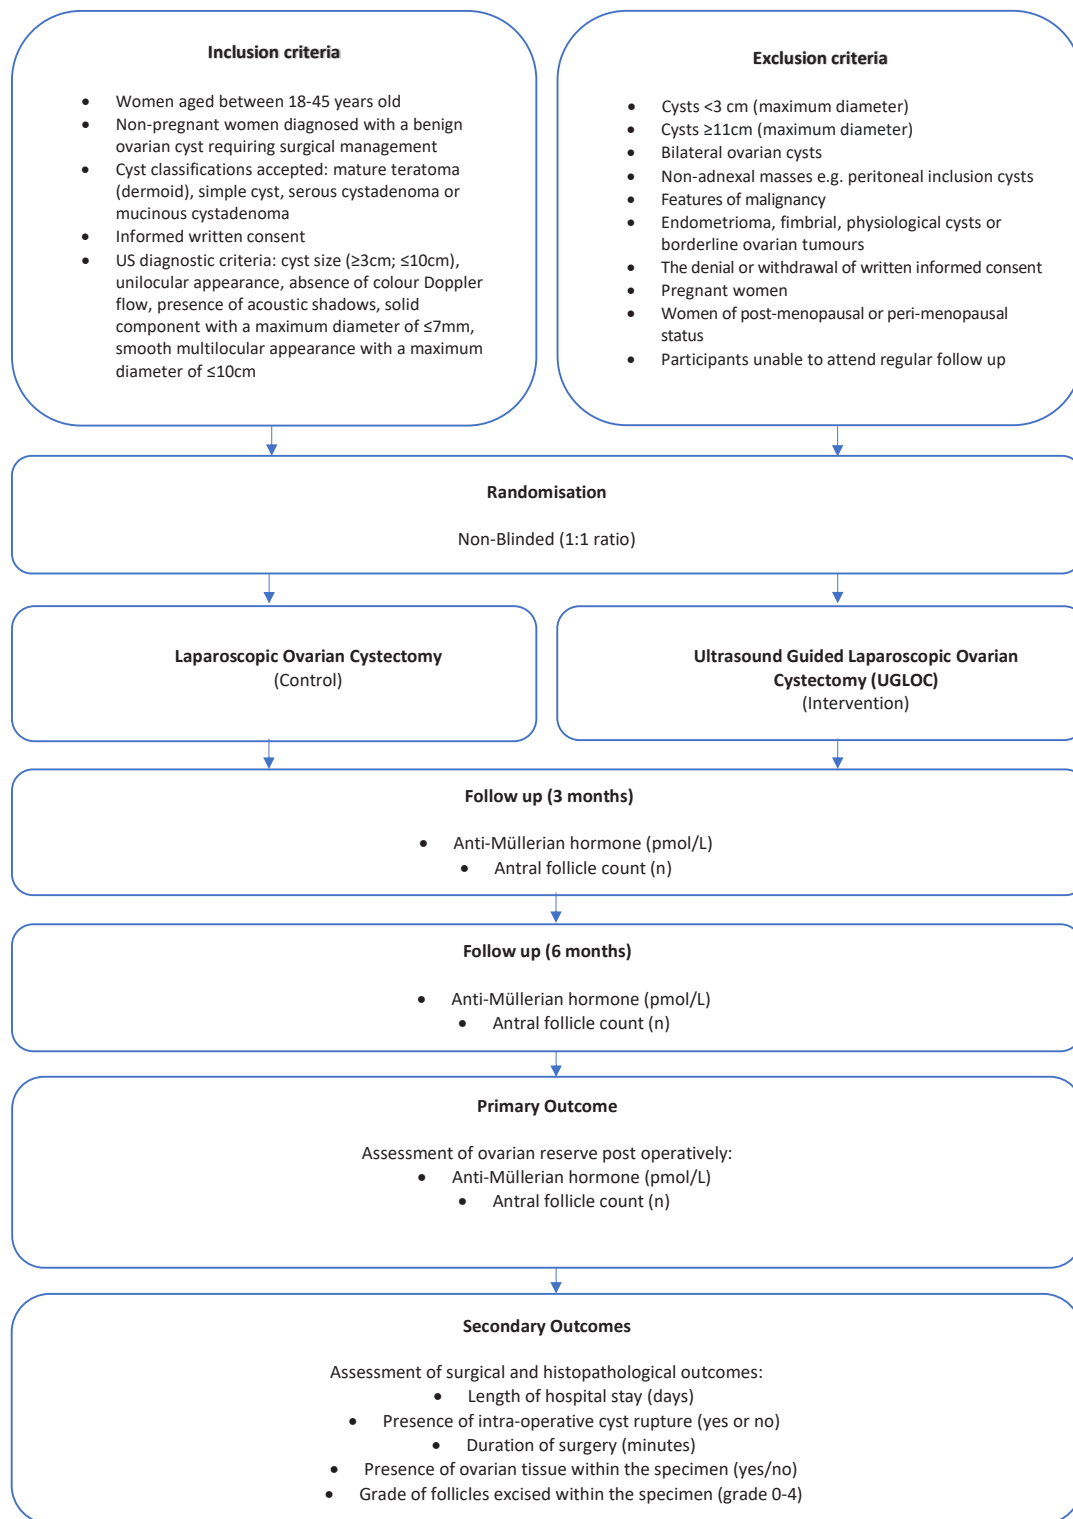 Inclusion criteria
• Women aged between 18-45 years old
• Non-pregnant women diagnosed with a benign
ovarian cyst requiring surgical management
• Cyst classifications accepted: mature teratoma
(dermoid), simple cyst, serous cystadenoma or
mucinous cystadenoma
• Informed written consent
• US diagnostic criteria: cyst size (≥3cm; ≤10cm),
unilocular appearance, absence of colour Doppler
flow, presence of acoustic shadows, solid
component with a maximum diameter of ≤7mm,
smooth multilocular appearance with a maximum
diameter of ≤10cm
Exclusion criteria
• Cysts <3 cm (maximum diameter)
• Cysts ≥11cm (maximum diameter)
• Bilateral ovarian cysts
• Non-adnexal masses e.g. peritoneal inclusion cysts
• Features of malignancy
• Endometrioma, fimbrial, physiological cysts or
borderline ovarian tumours
• The denial or withdrawal of written informed consent
• Pregnant women
• Women of post-menopausal or peri-menopausal
status
• Participants unable to attend regular follow up
Randomisation
Non-Blinded (1:1 ratio)
Laparoscopic Ovarian Cystectomy
(Control)
Ultrasound Guided Laparoscopic Ovarian
Cystectomy (UGLOC)
(Intervention)
Follow up (3 months)
• Anti-Müllerian hormone (pmol/L)
• Antral follicle count (n)
Follow up (6 months)
• Anti-Müllerian hormone (pmol/L)
• Antral follicle count (n)
Primary Outcome
Assessment of ovarian reserve post operatively:
• Anti-Müllerian hormone (pmol/L)
• Antral follicle count (n)
Secondary Outcomes
Assessment of surgical and histopathological outcomes:
• Length of hospital stay (days)
• Presence of intra-operative cyst rupture (yes or no)
• Duration of surgery (minutes)
• Presence of ovarian tissue within the specimen (yes/no)
• Grade of follicles excised within the specimen (grade 0-4)